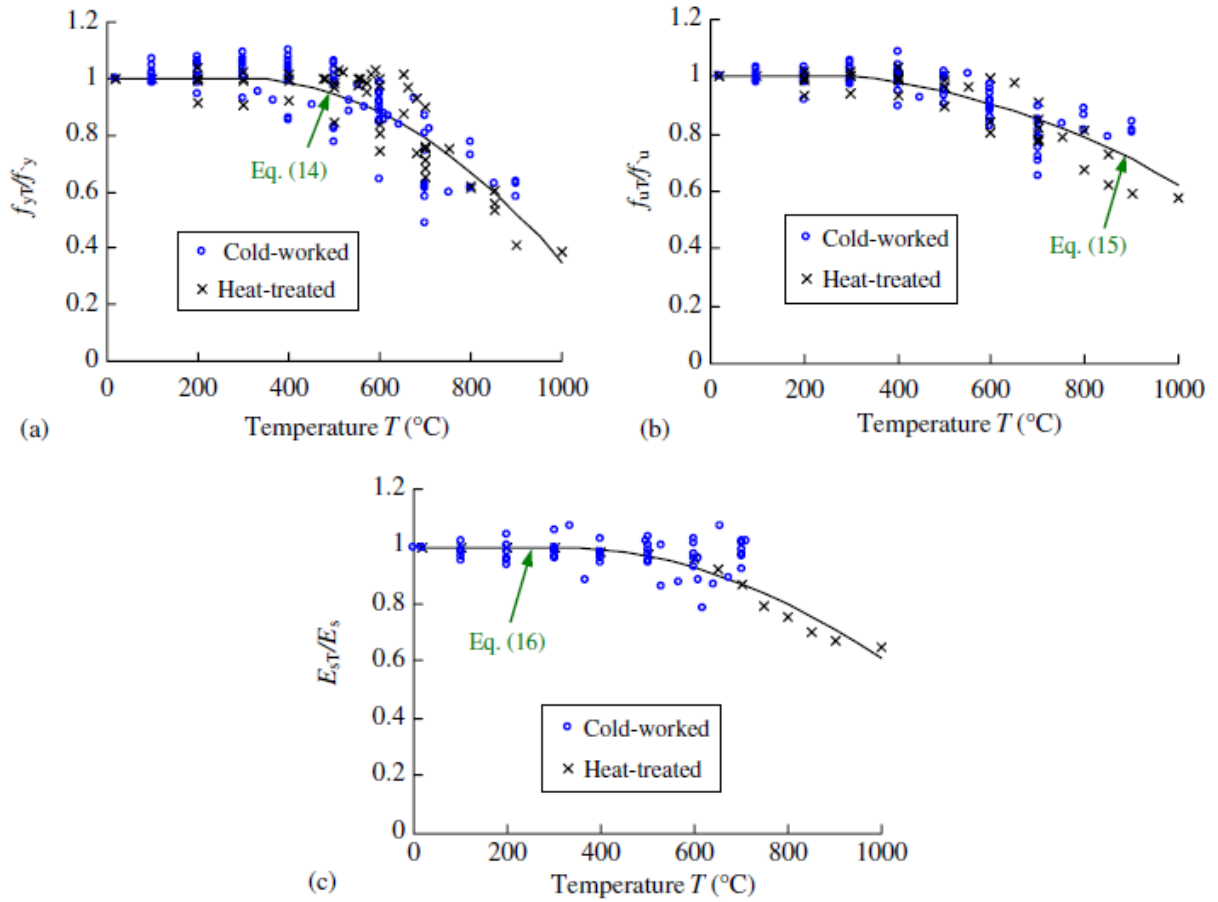 1.2
1
0.8
0.6
0.4
0.2
0
f yT/f`y
Eq. (14)
Cold-worked
Heat-treated
0 200 400 600 800 1000
Temperature T (°C)
(a)
1.2
1
0.8
0.6
0.4
0.2
0
f uT/f`u
Eq. (15)
Cold-worked
Heat-treated
0 200 400 600 800 1000
Temperature T (°C)
(b)
1.2
1
0.8
0.6
0.4
0.2
0
EsT/Es
Eq. (16)
Cold-worked
Heat-treated
0 200 400 600 800 1000
Temperature T (°C)
(c)